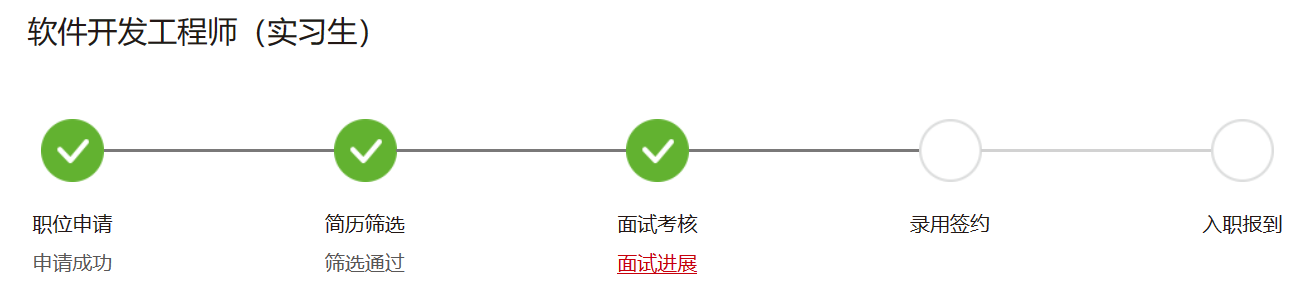 软件开发工程师（实习生）
职位申请
简历筛选
面试考核
录用签约
入职报到
申请成功
筛选通过
面试进展